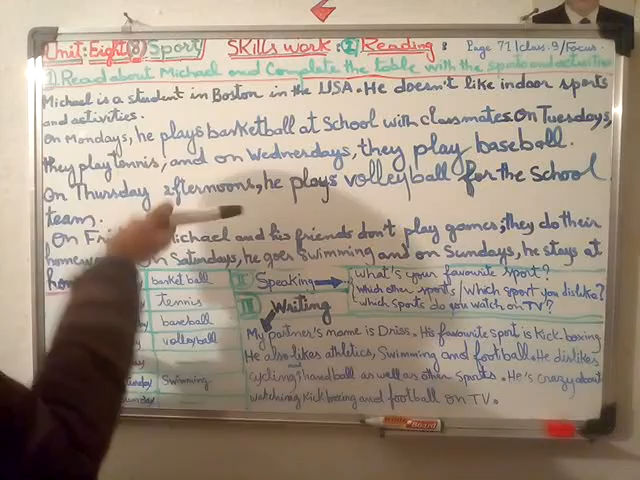 Unit: Eight (8) Sport/ Skills work: (2) Reading: Page 71/class.9/Focus.
I) Read about Michael and Complete the table with the sports and activities
Michael is a student in Boston in the USA. He doesn't like indoor sports
and activities.
On Mondays, he plays basketball at School with classmates. On Tuesdays,
they play tennis, and on Wednesdays, they play baseball.
On Thursday afternoons, he plays volleyball for the School
team.
On Michael and his friends don't play games; they do their
On Saturdays, he goes Swimming and on Sundays, he stays at
basket ball
tennis
baseball
volleyball
Swimming
II Speaking
What's your favourite sport?
Which other sports/Which sport you dislike?
Which sports do you watch on TV?
III Writing
My partner's name is Driss. His favourite sport is Kick-boxing
He also likes athletics, Swimming and football. He dislikes
cycling and handball as well as other Sports. He's crazy about
watching Kickboxing and football on TV.
Board